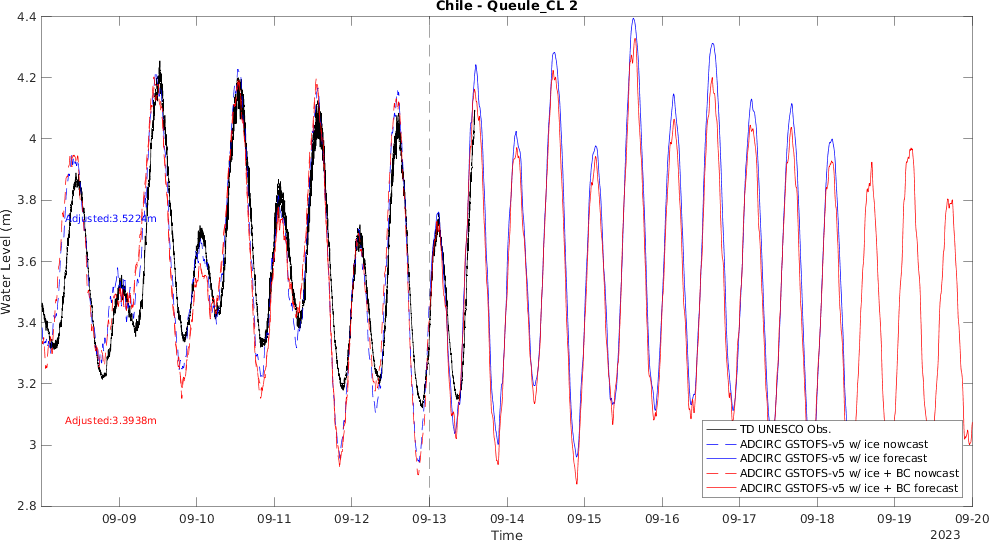 Chile - Queule_CL 2
Water Level (m)
4.4
4.2
4
3.8
3.6
3.4
3.2
3
2.8
Adjusted:3.5224m
Adjusted:3.3938m
TD UNESCO Obs.
ADCIRC GSTOFS-v5 w/ ice nowcast
ADCIRC GSTOFS-v5 w/ ice forecast
ADCIRC GSTOFS-v5 w/ ice + BC nowcast
ADCIRC GSTOFS-v5 w/ ice + BC forecast
09-09 09-10 09-11 09-12 09-13 09-14 09-15 09-16 09-17 09-18 09-19 09-20
Time
2023